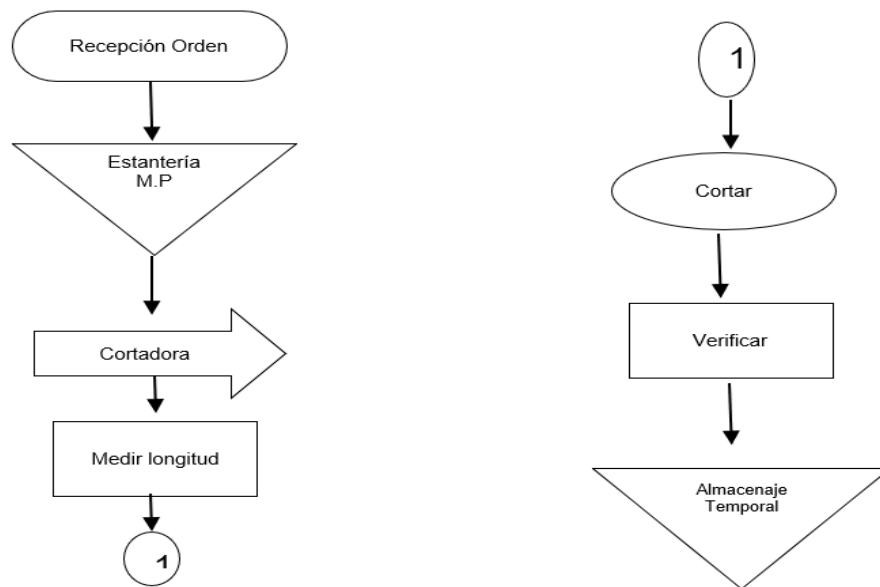 Recepción Orden
Estantería
M.P
Cortadora
Medir longitud
1
1
Cortar
Verificar
Almacenaje
Temporal